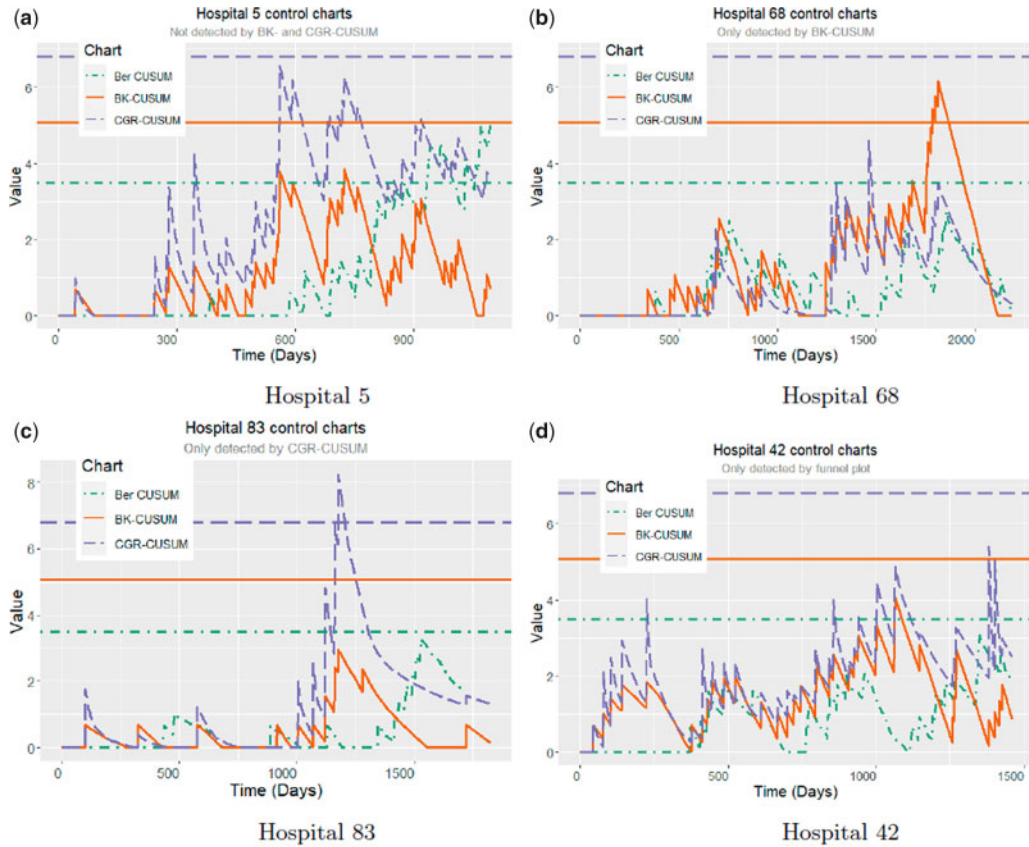 (a)
Hospital 5 control charts
Not detected by BK- and CGR-CUSUM
Chart
Ber CUSUM
BK-CUSUM
CGR-CUSUM
Value
6
4
2
0
0 300 600 900
Time (Days)
Hospital 5
(b)
Hospital 68 control charts
Only detected by BK-CUSUM
Chart
Ber CUSUM
BK-CUSUM
CGR-CUSUM
Value
6
4
2
0
0 500 1000 1500 2000
Time (Days)
Hospital 68
(c)
Hospital 83 control charts
Only detected by CGR-CUSUM
Chart
Ber CUSUM
BK-CUSUM
CGR-CUSUM
Value
8
6
4
2
0
0 500 1000 1500
Time (Days)
Hospital 83
(d)
Hospital 42 control charts
Only detected by funnel plot
Chart
Ber CUSUM
BK-CUSUM
CGR-CUSUM
Value
6
4
2
0
0 500 1000 1500
Time (Days)
Hospital 42